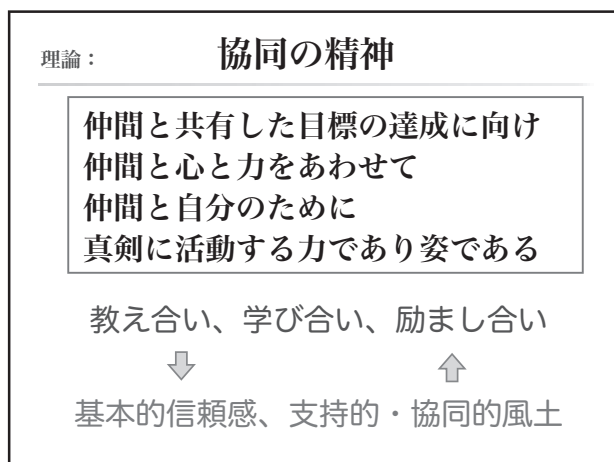 理論：
協同の精神
仲間と共有した目標の達成に向け
仲間と心と力をあわせて
仲間と自分のために
真剣に活動する力であり姿である
教え合い、学び合い、励まし合い
基本的信頼感、支持的・協同的風土